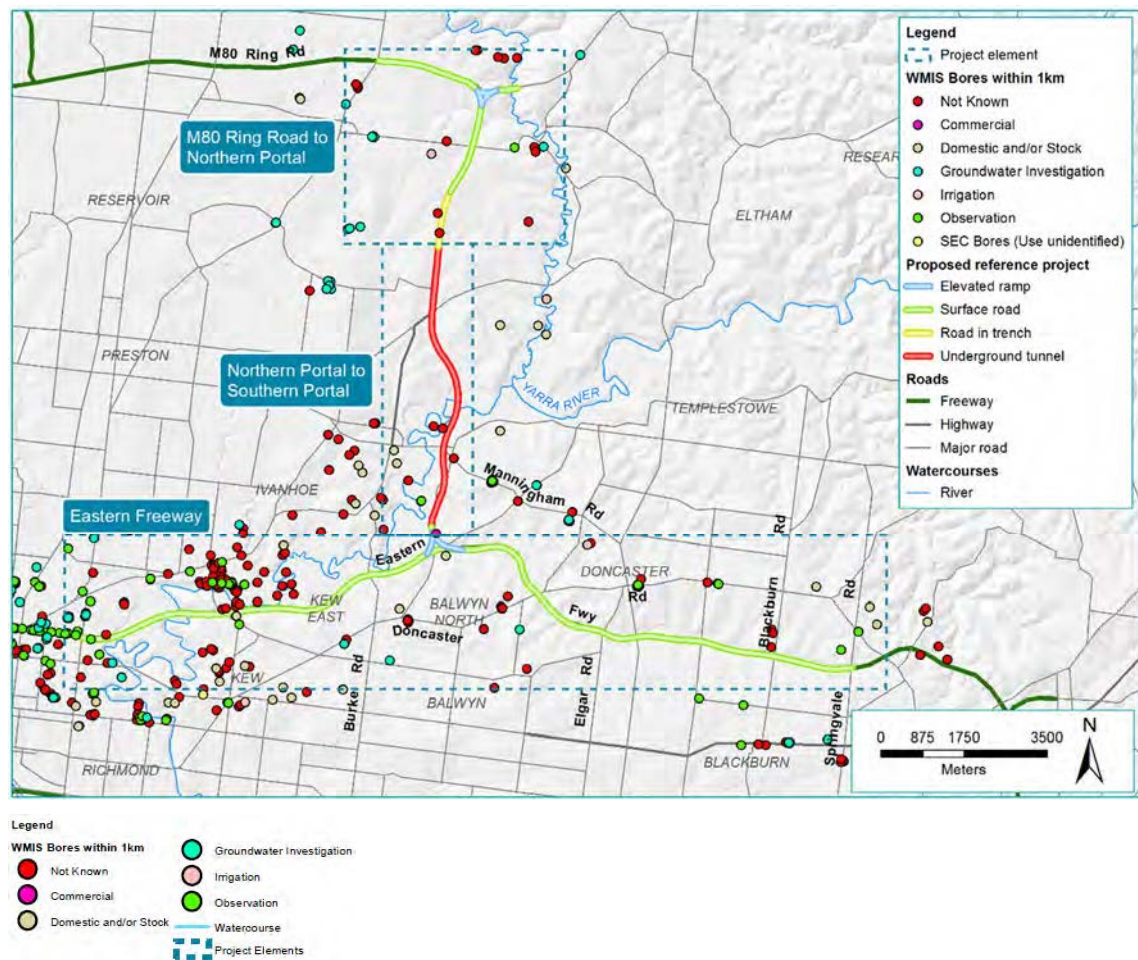 M80 Ring Rd
M80 Ring Road to
Northern Portal
RESERVOIR
RESEAR
ELTHAM
PRESTON
Northern Portal to
Southern Portal
YARRA RIVER
TEMPLESTOWE
IVANHOE
Manningham
Rd
Rd
Eastern Freeway
Eastern
DONCASTER
Rd
Rd
KEW
EAST
BALWYN
NORTH
Fwy
Doncaster
Blackburn
KEW
Burke
Rd
BALWYN
Elgar
Rd
Springvale
RICHMOND
BLACKBURN
Legend
Project element
WMIS Bores within 1km
Not Known
Commercial
Domestic and/or Stock
Groundwater Investigation
Irrigation
Observation
SEC Bores (Use unidentified)
Proposed reference project
Elevated ramp
Surface road
Road in trench
Underground tunnel
Roads
Freeway
Highway
Major road
Watercourses
River
0 875 1750 3500
Meters
N
Legend
WMIS Bores within 1km
Not Known
Commercial
Domestic and/or Stock
Groundwater Investigation
Irrigation
Observation
Watercourse
Project Elements